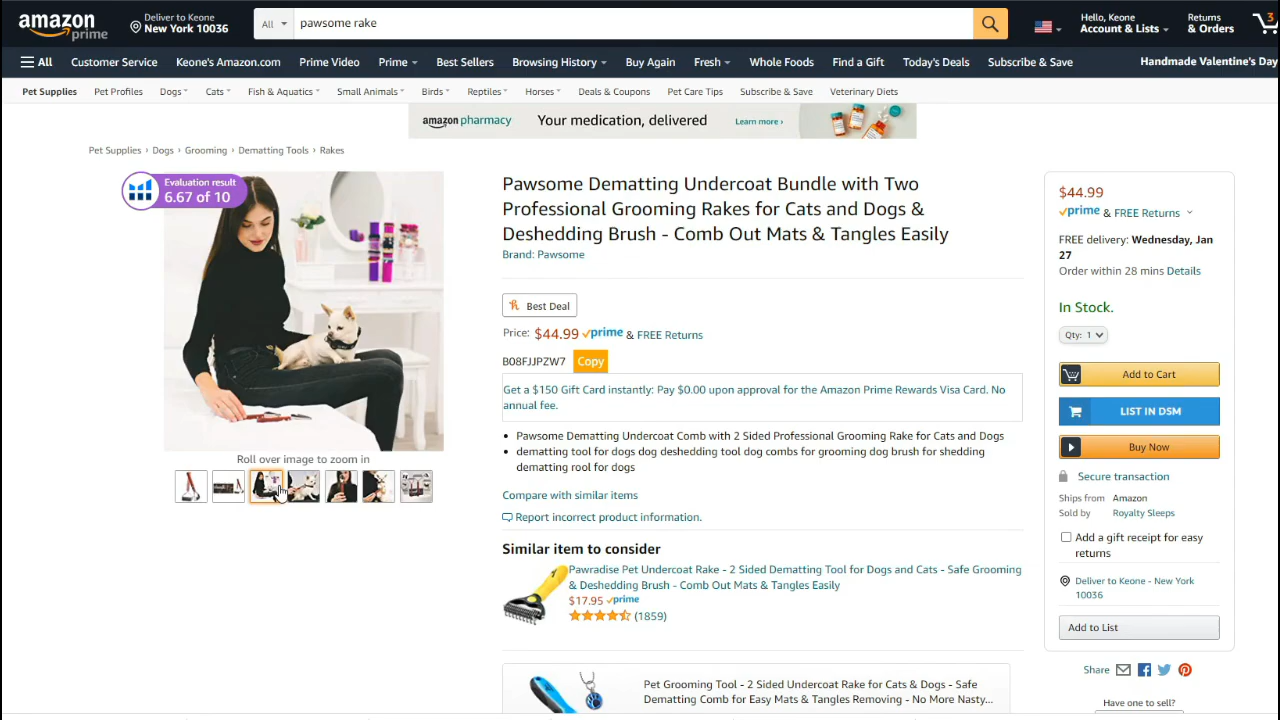 amazon prime
Deliver to Keone
New York 10036
All
pawsome rake
Hello, Keone
Account & Lists
Returns
& Orders
3
All
Customer Service
Keone's Amazon.com
Prime Video
Prime
Best Sellers
Browsing History
Buy Again
Fresh
Whole Foods
Find a Gift
Today's Deals
Subscribe & Save
Handmade Valentine's Day
Pet Supplies
Pet Profiles
Dogs
Cats
Fish & Aquatics
Small Animals
Birds
Reptiles
Horses
Deals & Coupons
Pet Care Tips
Subscribe & Save
Veterinary Diets
amazon pharmacy
Your medication, delivered
Learn more ›
Pet Supplies › Dogs › Grooming › Dematting Tools › Rakes
Evaluation result
6.67 of 10
Roll over image to zoom in
Pawsome Dematting Undercoat Bundle with Two
Professional Grooming Rakes for Cats and Dogs &
Deshedding Brush - Comb Out Mats & Tangles Easily
Brand: Pawsome
Best Deal
Price: $44.99 prime & FREE Returns
B08FJJPZW7 Copy
Get a $150 Gift Card instantly: Pay $0.00 upon approval for the Amazon Prime Rewards Visa Card. No
annual fee.
• Pawsome Dematting Undercoat Comb with 2 Sided Professional Grooming Rake for Cats and Dogs
• dematting tool for dogs dog deshedding tool dog combs for grooming dog brush for shedding
dematting rool for dogs
Compare with similar items
Report incorrect product information.
Similar item to consider
Pawradise Pet Undercoat Rake - 2 Sided Dematting Tool for Dogs and Cats - Safe Grooming
& Deshedding Brush - Comb Out Mats & Tangles Easily
$17.95 prime
(1859)
Pet Grooming Tool - 2 Sided Undercoat Rake for Cats & Dogs - Safe
Dematting Comb for Easy Mats & Tangles Removing - No More Nasty...
$44.99
prime & FREE Returns
FREE delivery: Wednesday, Jan
27
Order within 28 mins Details
In Stock.
Qty: 1
Add to Cart
LIST IN DSM
Buy Now
Secure transaction
Ships from Amazon
Sold by Royalty Sleeps
Add a gift receipt for easy
returns
Deliver to Keone - New York
10036
Add to List
Share
Have one to sell?